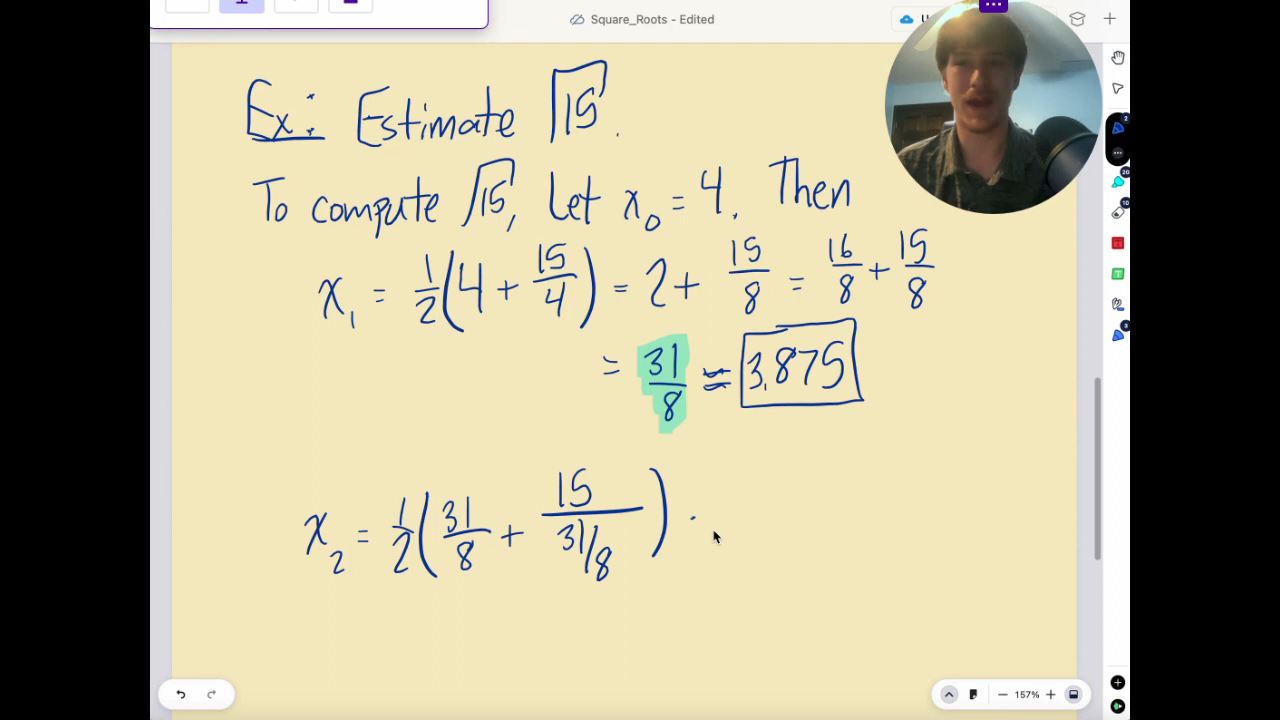 Square_Roots - Edited
Ex: Estimate √15.
To compute √15, Let x₀ = 4. Then
x₁ = 1/2(4 + 15/4) = 2 + 15/8 = 16/8 + 15/8
= 31/8 ≈ 3.875
x₂ = 1/2(31/8 + 15/(31/8))
157%